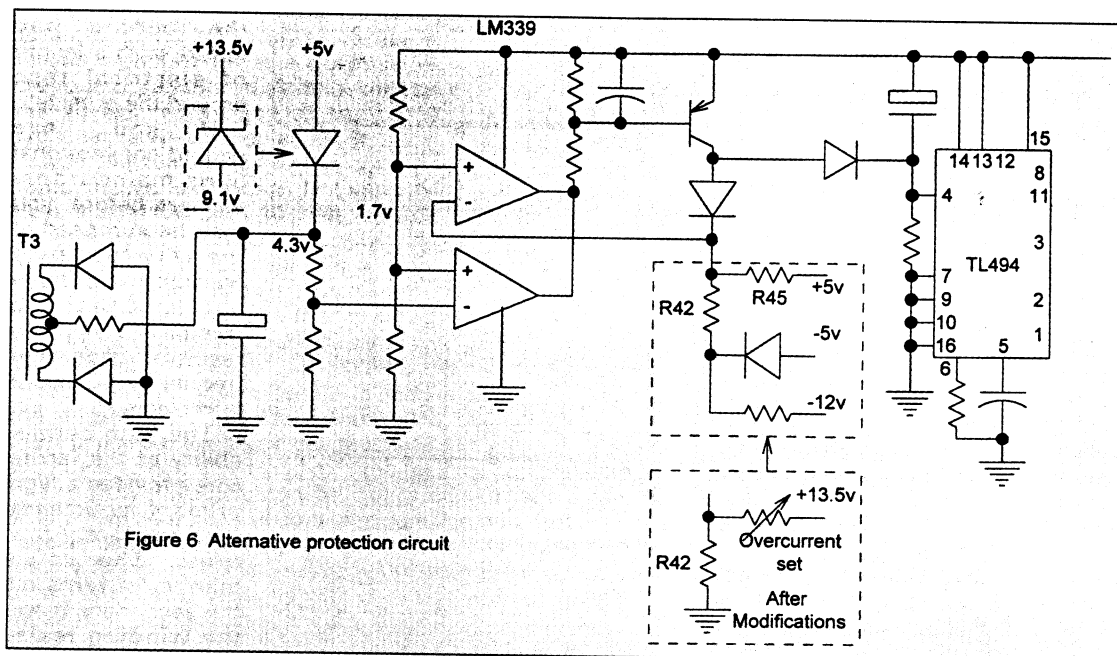 LM339
+13.5v
+5v
9.1v
1.7v
T3
4.3v
+
-
+
-
R45
+5v
R42
-5v
-12v
14
13
12
15
8
4
11
3
TL494
7
9
2
10
1
16
5
6
+13.5v
R42
Overcurrent
set
After
Modifications
Figure 6 Alternative protection circuit